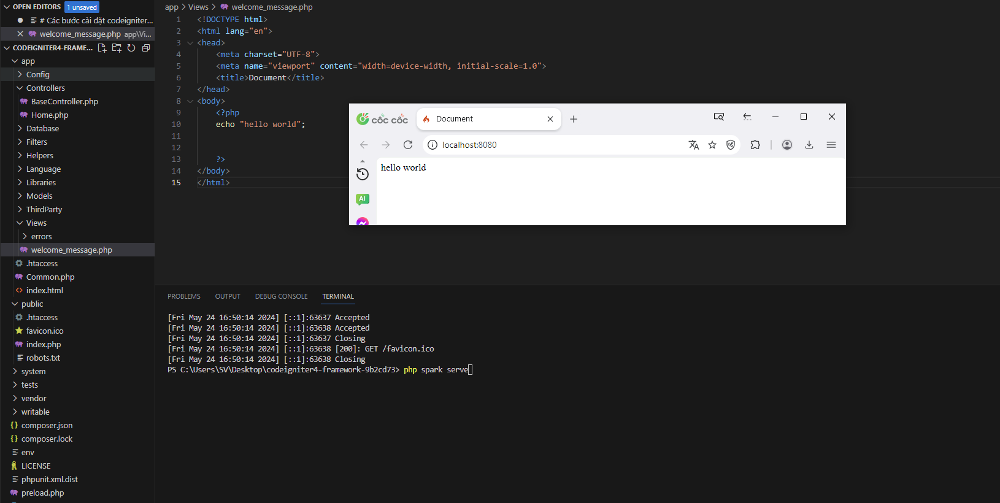 OPEN EDITORS 1 unsaved
# Các bước cài đặt codeigniter...
welcome_message.php app\Vi...
CODEIGNITER4-FRAME...
app
Config
Controllers
BaseController.php
Home.php
Database
Filters
Helpers
Language
Libraries
Models
ThirdParty
Views
errors
welcome_message.php
.htaccess
Common.php
index.html
public
.htaccess
favicon.ico
index.php
robots.txt
system
tests
vendor
writable
composer.json
composer.lock
env
LICENSE
phpunit.xml.dist
preload.php
app > Views > welcome_message.php
1 <!DOCTYPE html>
2 <html lang="en">
3 <head>
4 <meta charset="UTF-8">
5 <meta name="viewport" content="width=device-width, initial-scale=1.0">
6 <title>Document</title>
7 </head>
8 <body>
9 <?php
10 echo "hello world";
11
12
13 ?>
14 </body>
15 </html>
cốc cốc Document
localhost:8080
hello world
AI
PROBLEMS OUTPUT DEBUG CONSOLE TERMINAL
[Fri May 24 16:50:14 2024] [::1]:63637 Accepted
[Fri May 24 16:50:14 2024] [::1]:63638 Accepted
[Fri May 24 16:50:14 2024] [::1]:63637 Closing
[Fri May 24 16:50:14 2024] [::1]:63638 [200]: GET /favicon.ico
[Fri May 24 16:50:14 2024] [::1]:63638 Closing
PS C:\Users\SV\Desktop\codeigniter4-framework-9b2cd73> php spark serve